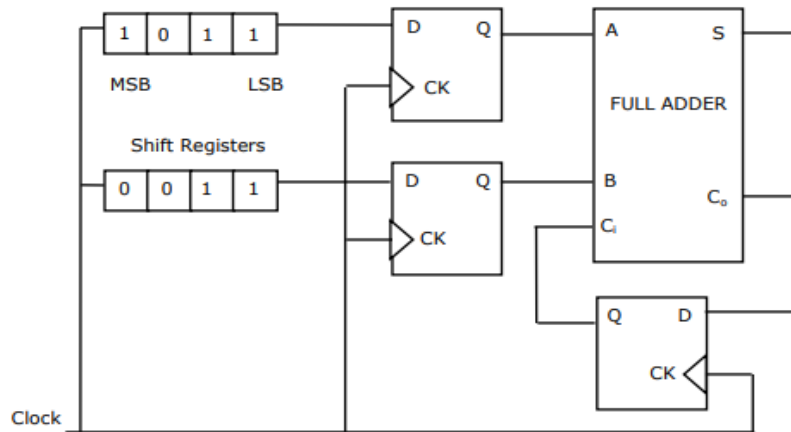 1 0 1 1
MSB LSB
D Q
CK
A S
FULL ADDER
Shift Registers
0 0 1 1
D Q
CK
B
Cₒ
Cᵢ
Q D
CK
Clock